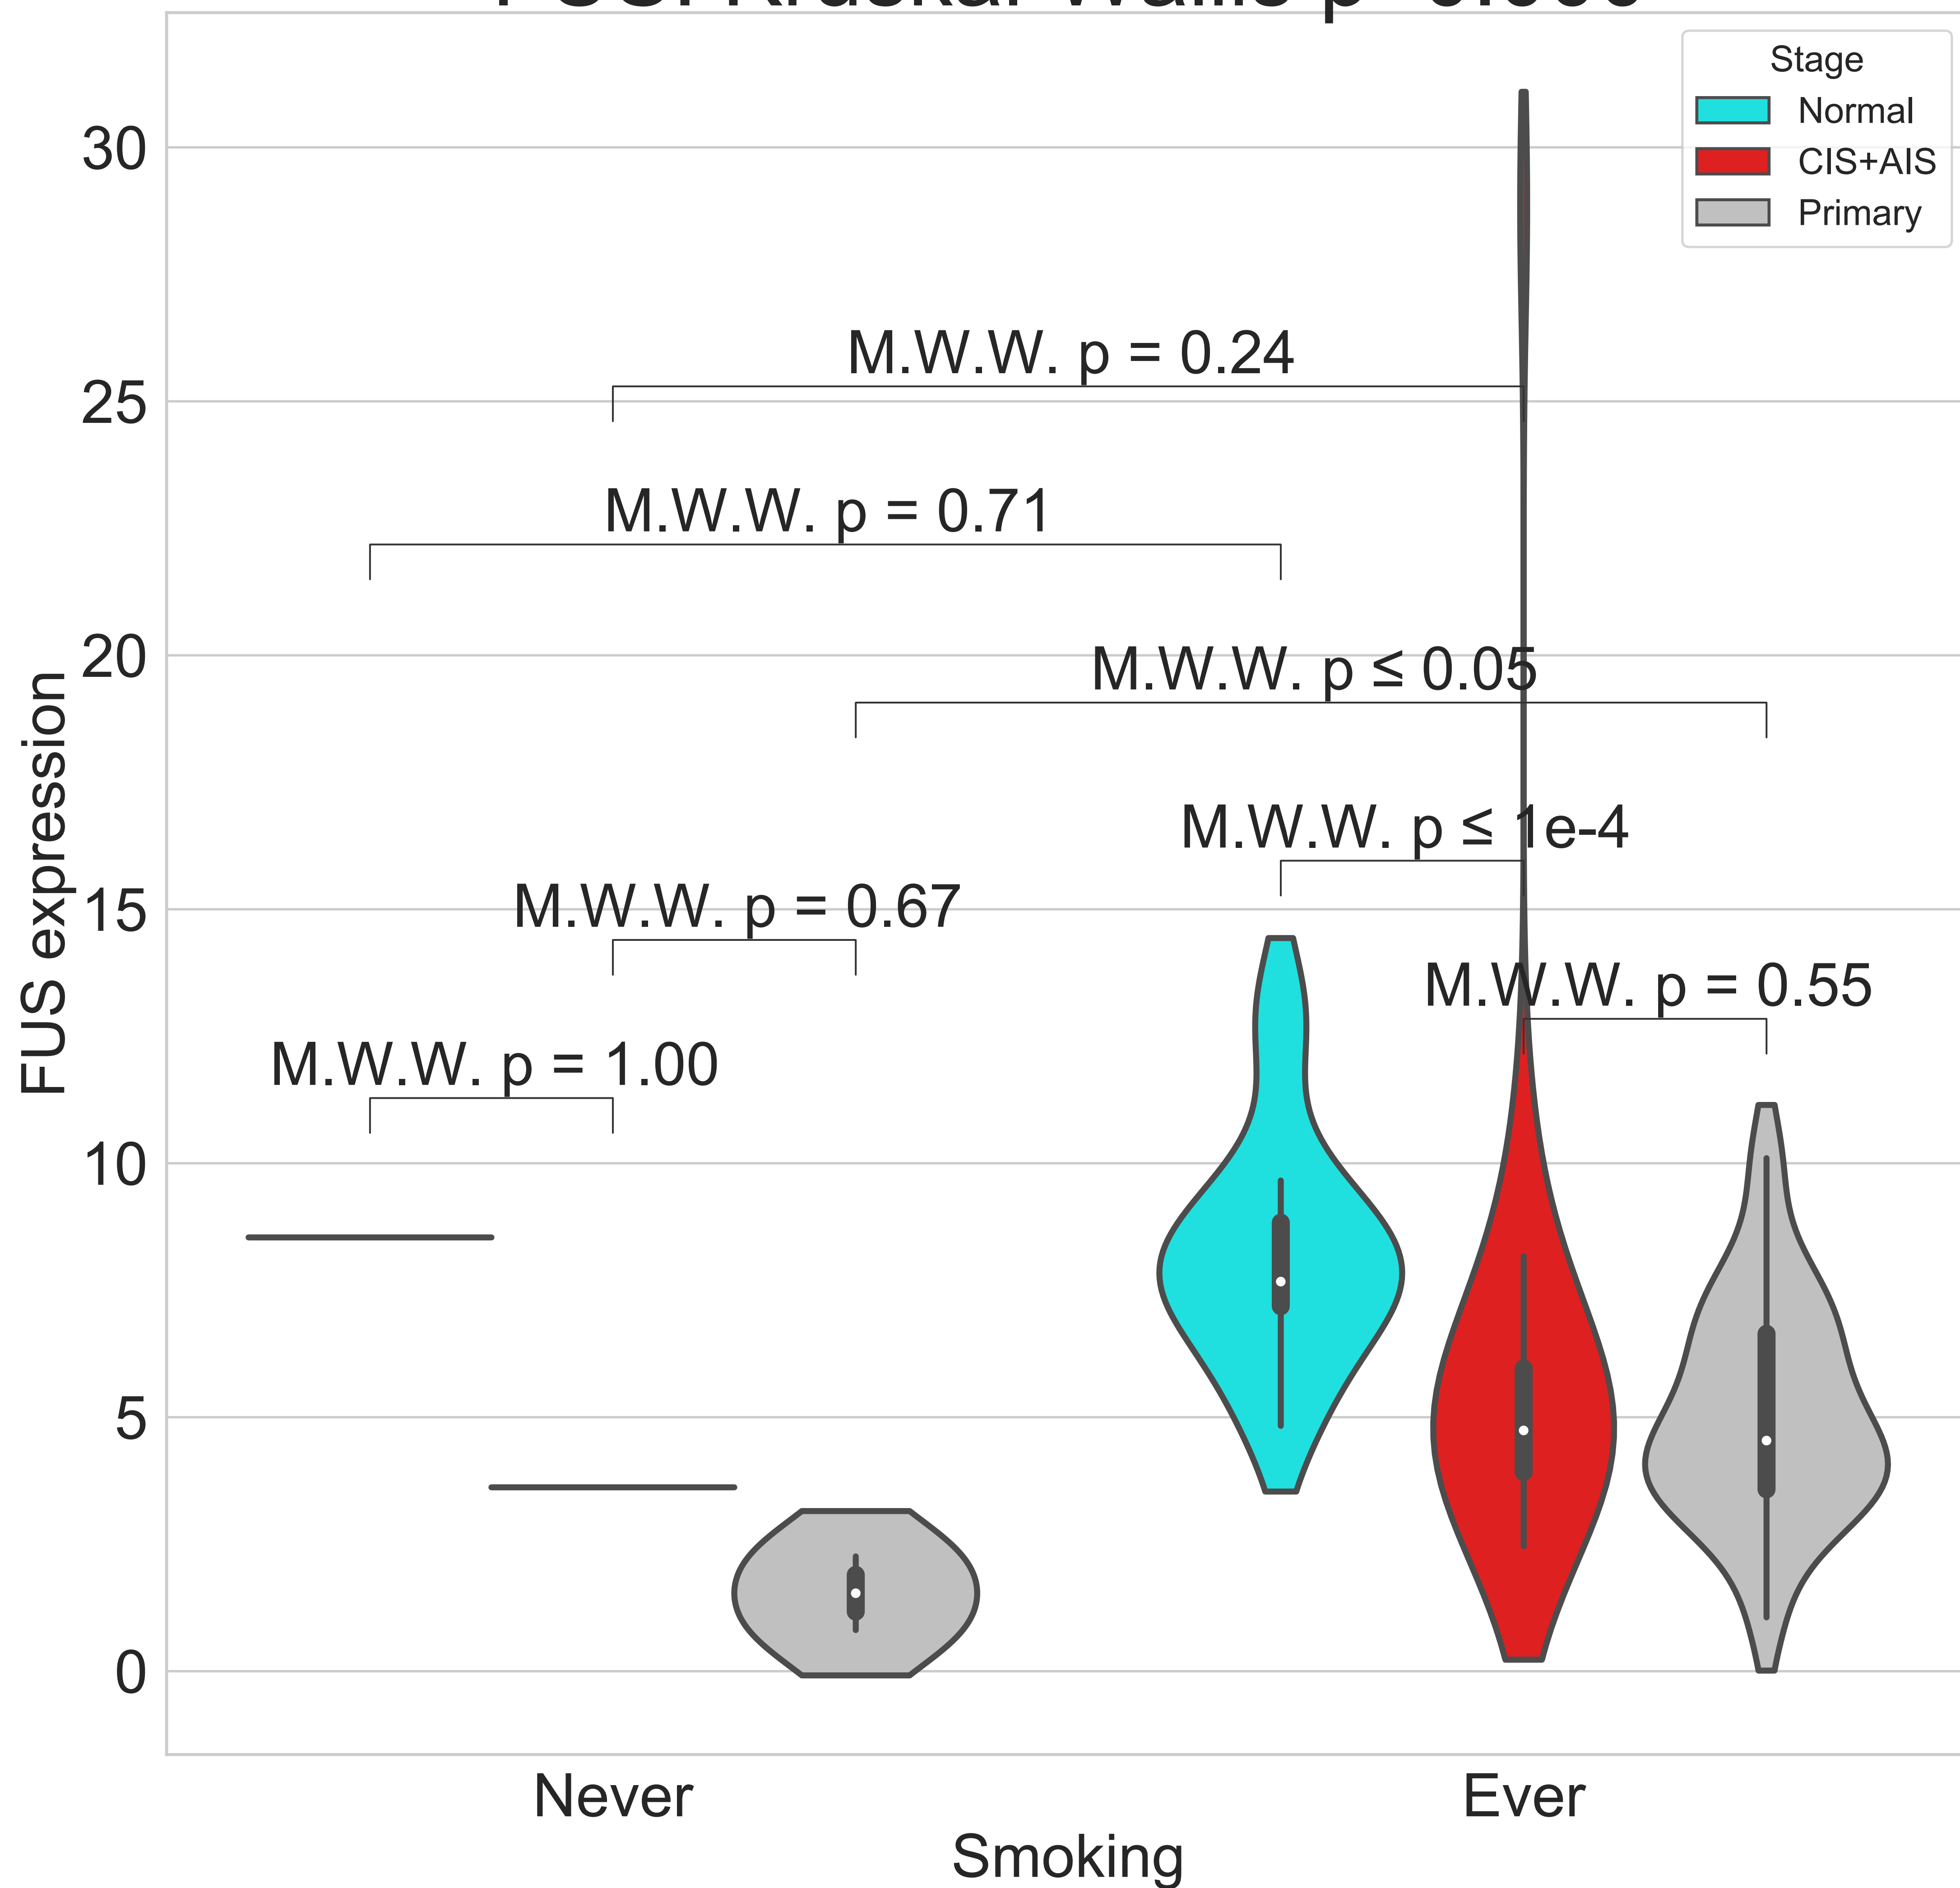 Stage
Normal
CIS+AIS
Primary
30
25
20
15
10
5
0
FUS expression
M.W.W. p = 0.24
M.W.W. p = 0.71
M.W.W. p ≤ 0.05
M.W.W. p ≤ 1e-4
M.W.W. p = 0.67
M.W.W. p = 0.55
M.W.W. p = 1.00
Never
Ever
Smoking